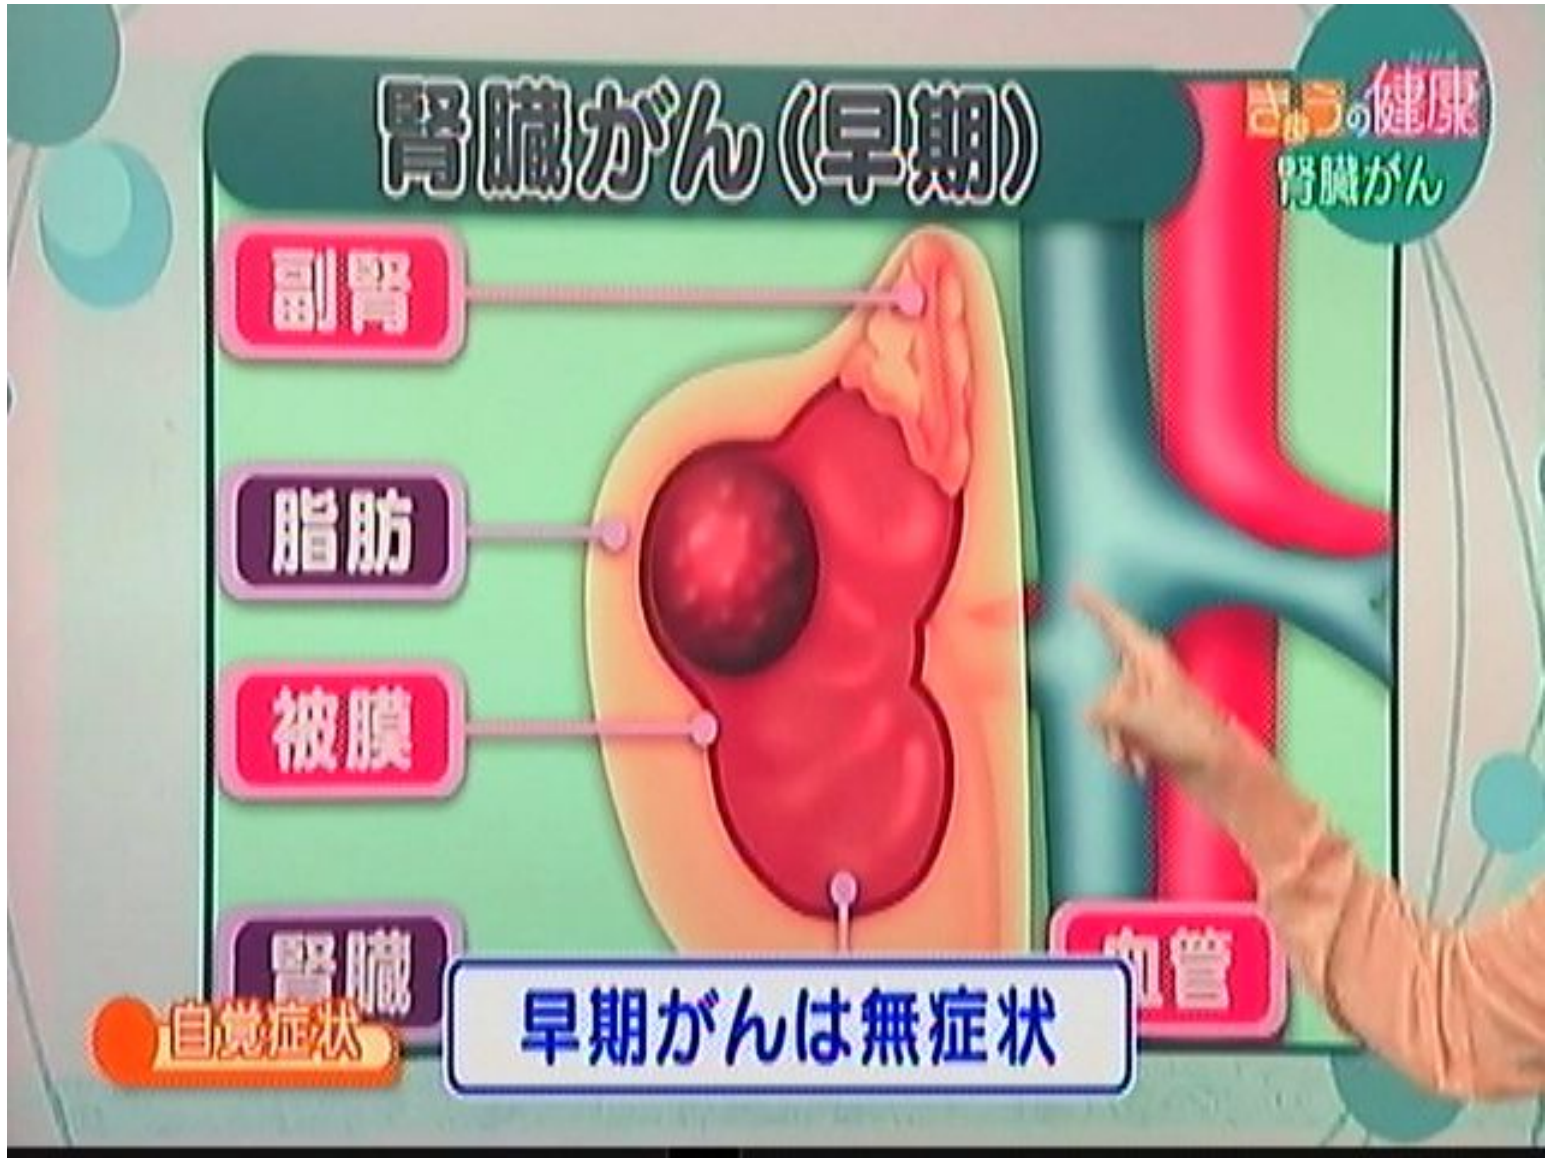 腎臓がん(早期)
きょうの健康
腎臓がん
副腎
脂肪
被膜
腎臓
血管
自覚症状
早期がんは無症状